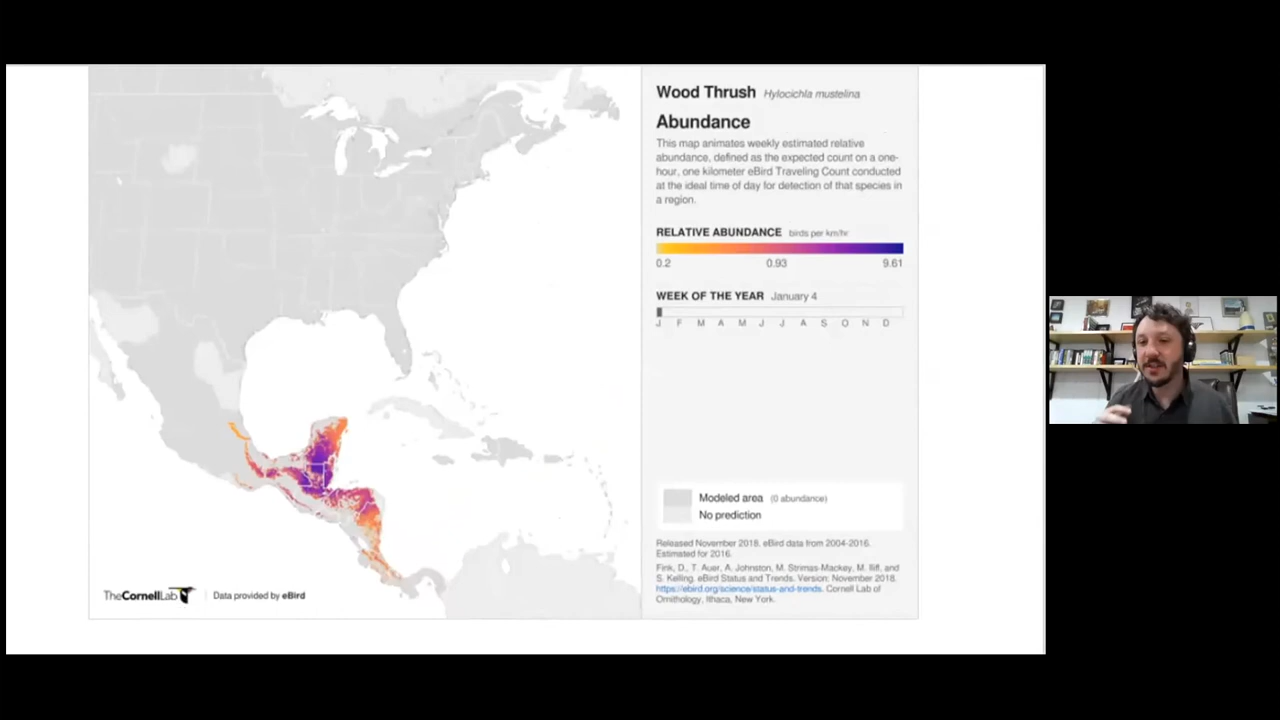 Wood Thrush Hylocichla mustelina
Abundance
This map animates weekly estimated relative
abundance, defined as the expected count on a one-
hour, one kilometer eBird Traveling Count conducted
at the ideal time of day for detection of that species in
a region.
RELATIVE ABUNDANCE birds per km/hr
0.2 0.93 9.61
WEEK OF THE YEAR January 4
J F M A M J J A S O N D
Modeled area (0 abundance)
No prediction
Released November 2018. eBird data from 2004-2016.
Estimated for 2016.
Fink, D., T. Auer, A. Johnston, M. Strimas-Mackey, M. Iliff, and
S. Kelling. eBird Status and Trends. Version: November 2018.
https://ebird.org/science/status-and-trends. Cornell Lab of
Ornithology, Ithaca, New York.
TheCornellLab Data provided by eBird